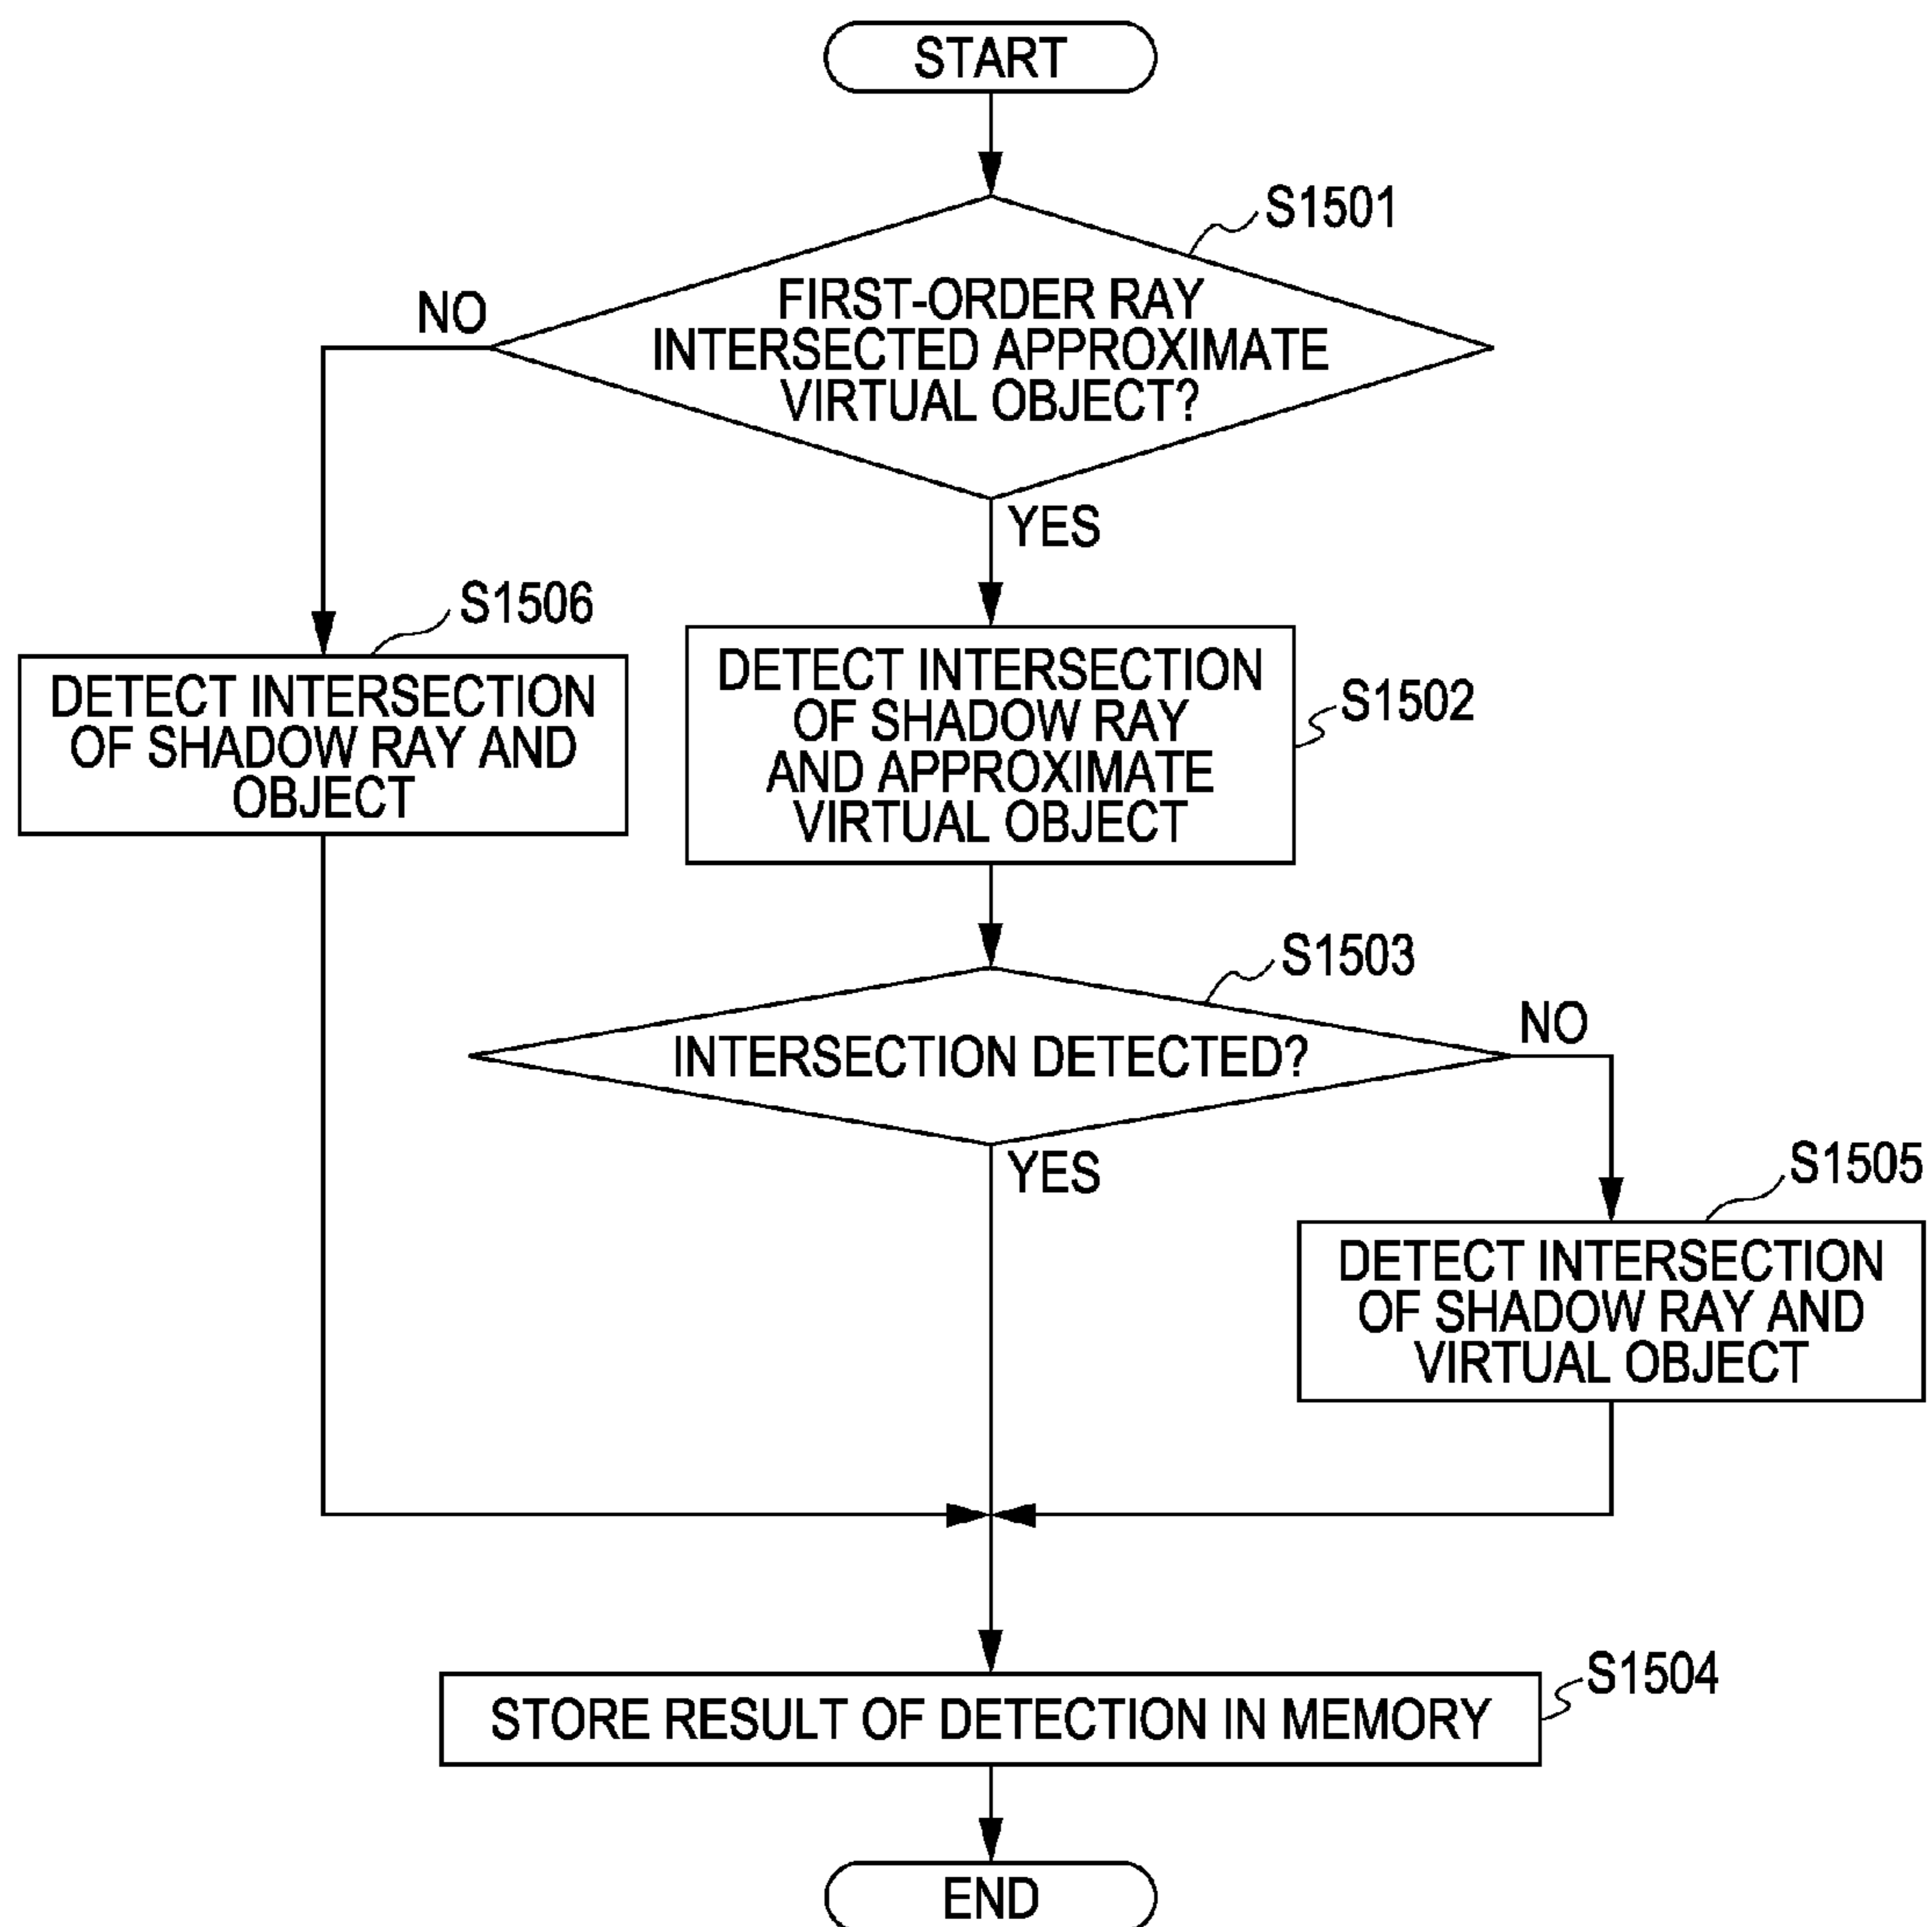 START
S1501
NO
FIRST-ORDER RAY
INTERSECTED APPROXIMATE
VIRTUAL OBJECT?
YES
S1506
DETECT INTERSECTION
OF SHADOW RAY AND
OBJECT
DETECT INTERSECTION
OF SHADOW RAY
AND APPROXIMATE
VIRTUAL OBJECT
S1502
S1503
INTERSECTION DETECTED?
NO
YES
S1505
DETECT INTERSECTION
OF SHADOW RAY AND
VIRTUAL OBJECT
S1504
STORE RESULT OF DETECTION IN MEMORY
END